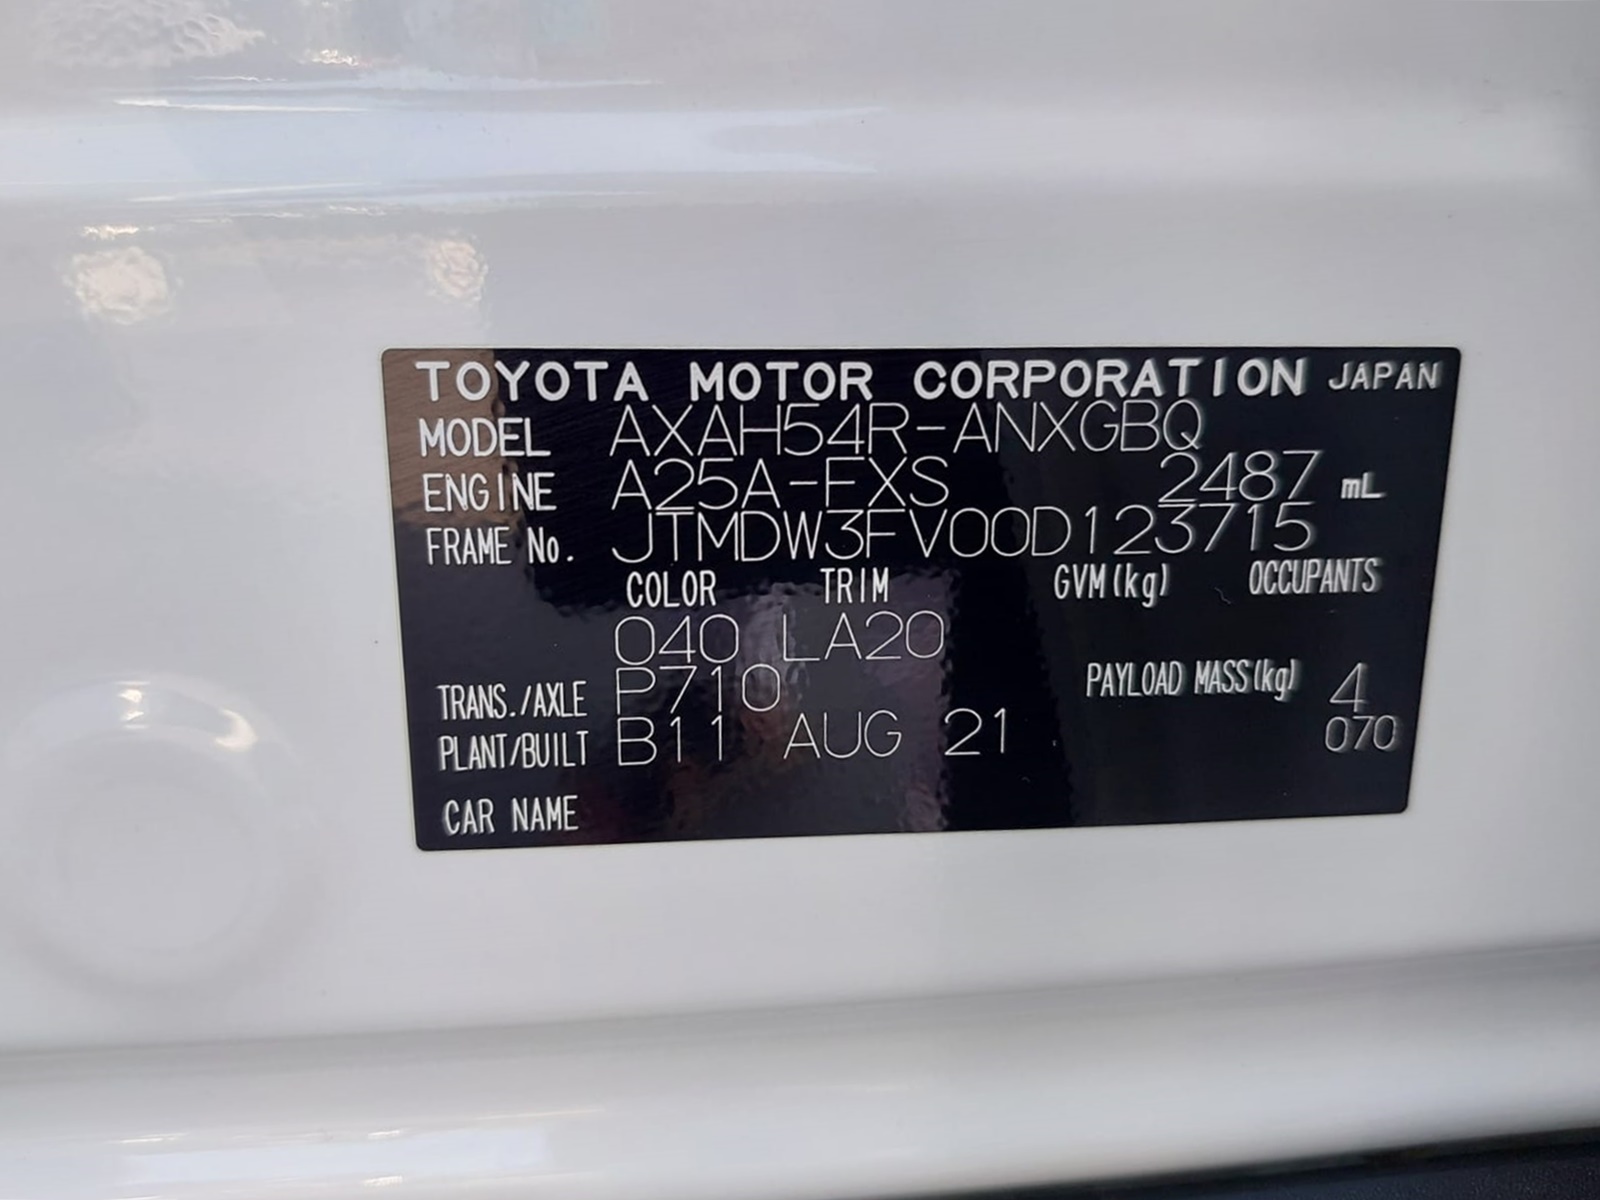 TOYOTA MOTOR CORPORATION JAPAN
MODEL AXAH54R-ANXGBQ
ENGINE A25A-FXS 2487 mL
FRAME No. JTMDW3FV00D123715
COLOR TRIM GVM(kg) OCCUPANTS
040 LA20
TRANS./AXLE P710 PAYLOAD MASS(kg) 4
PLANT/BUILT B11 AUG 21 070
CAR NAME